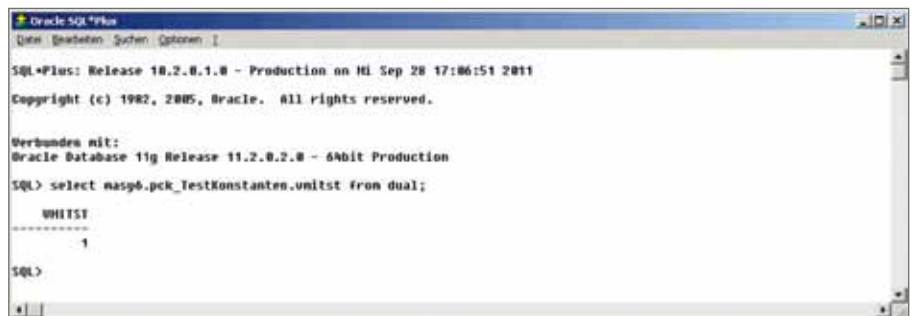 Oracle SQL*Plus
Datei Bearbeiten Suchen Optionen ?
SQL*Plus: Release 10.2.0.1.0 - Production on Mi Sep 28 17:06:51 2011
Copyright (c) 1982, 2005, Oracle. All rights reserved.
Verbunden mit:
Oracle Database 11g Release 11.2.0.2.0 - 64bit Production
SQL> select masy6.pck_TestKonstanten.vmitst from dual;
VMITST
----------
1
SQL>